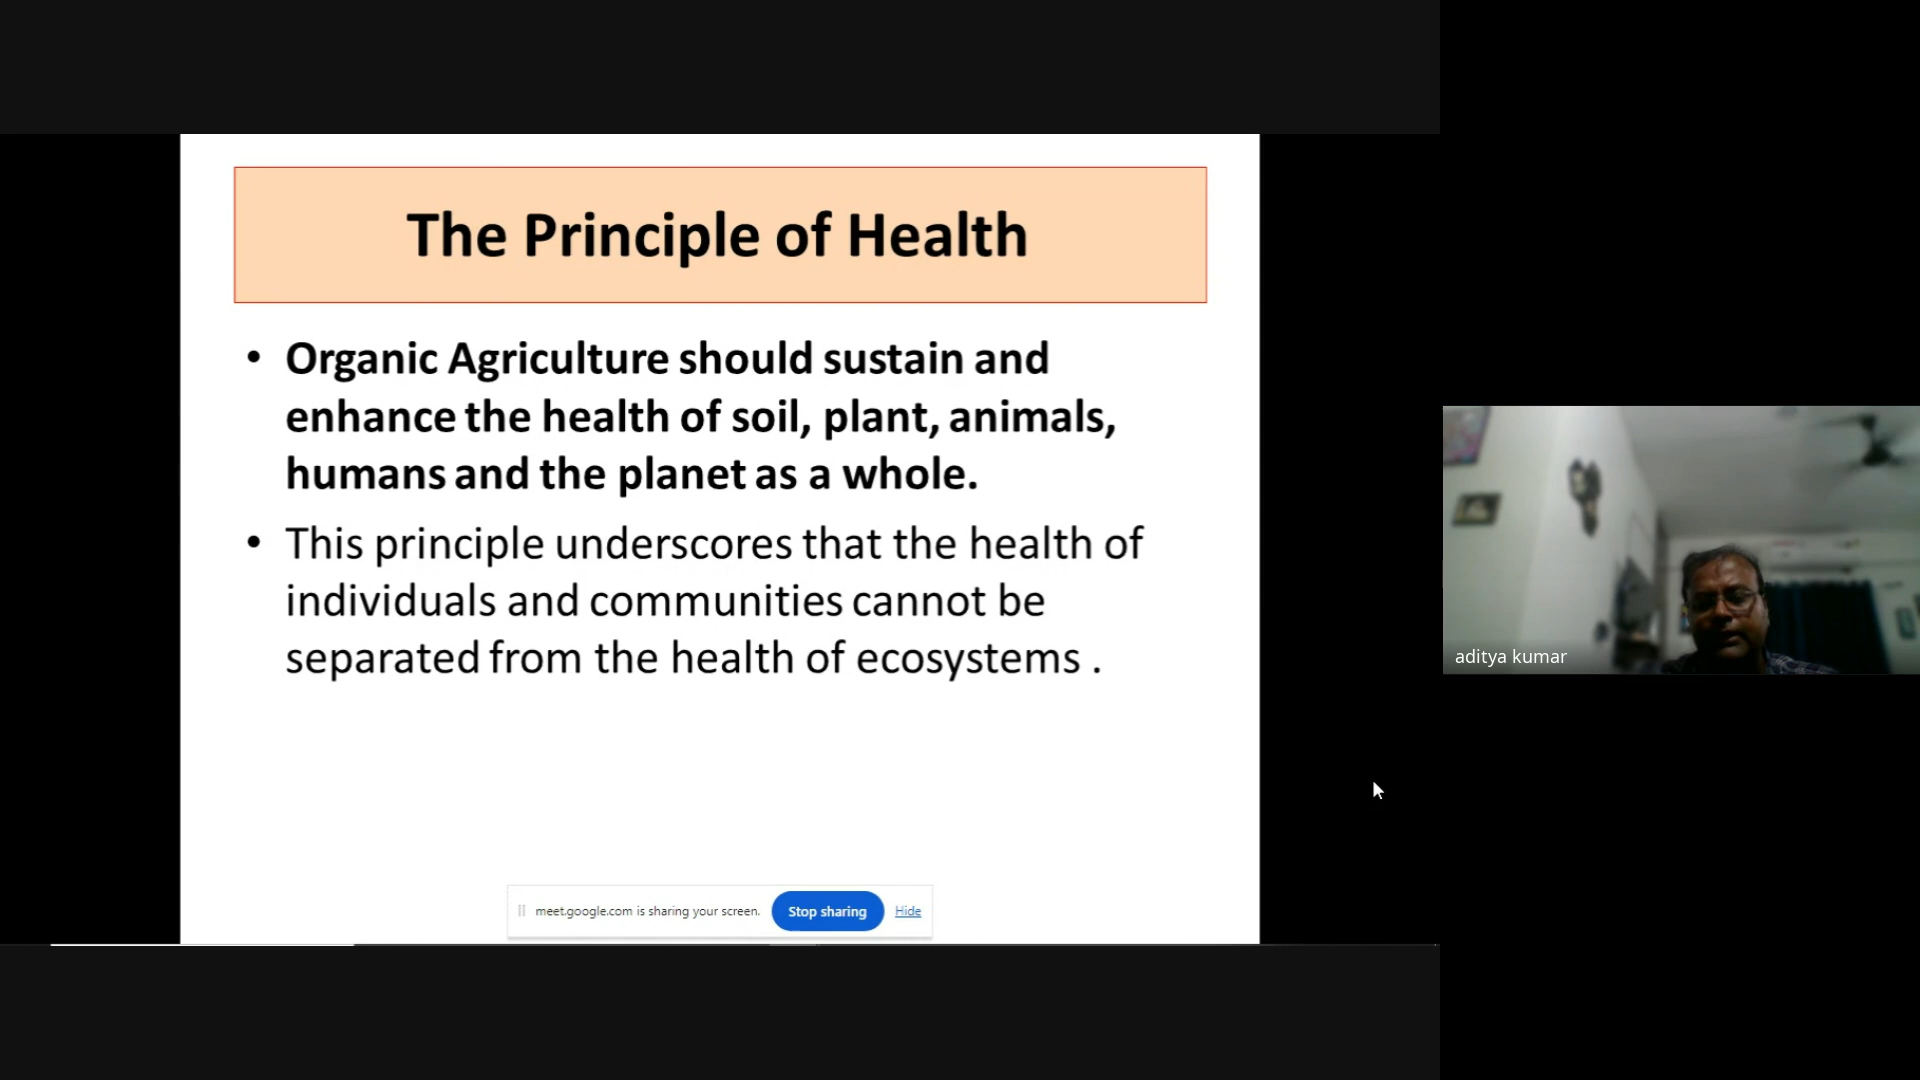 The Principle of Health
• Organic Agriculture should sustain and
enhance the health of soil, plant, animals,
humans and the planet as a whole.
• This principle underscores that the health of
individuals and communities cannot be
separated from the health of ecosystems .
aditya kumar
meet.google.com is sharing your screen. Stop sharing Hide